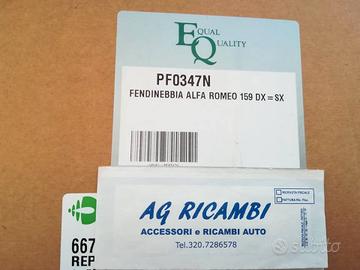 EQUAL
QUALITY
PF0347N
FENDINEBBIA ALFA ROMEO 159 DX=SX
AG RICAMBI
ACCESSORI e RICAMBI AUTO
Tel.320.7286578
667
REP
subito